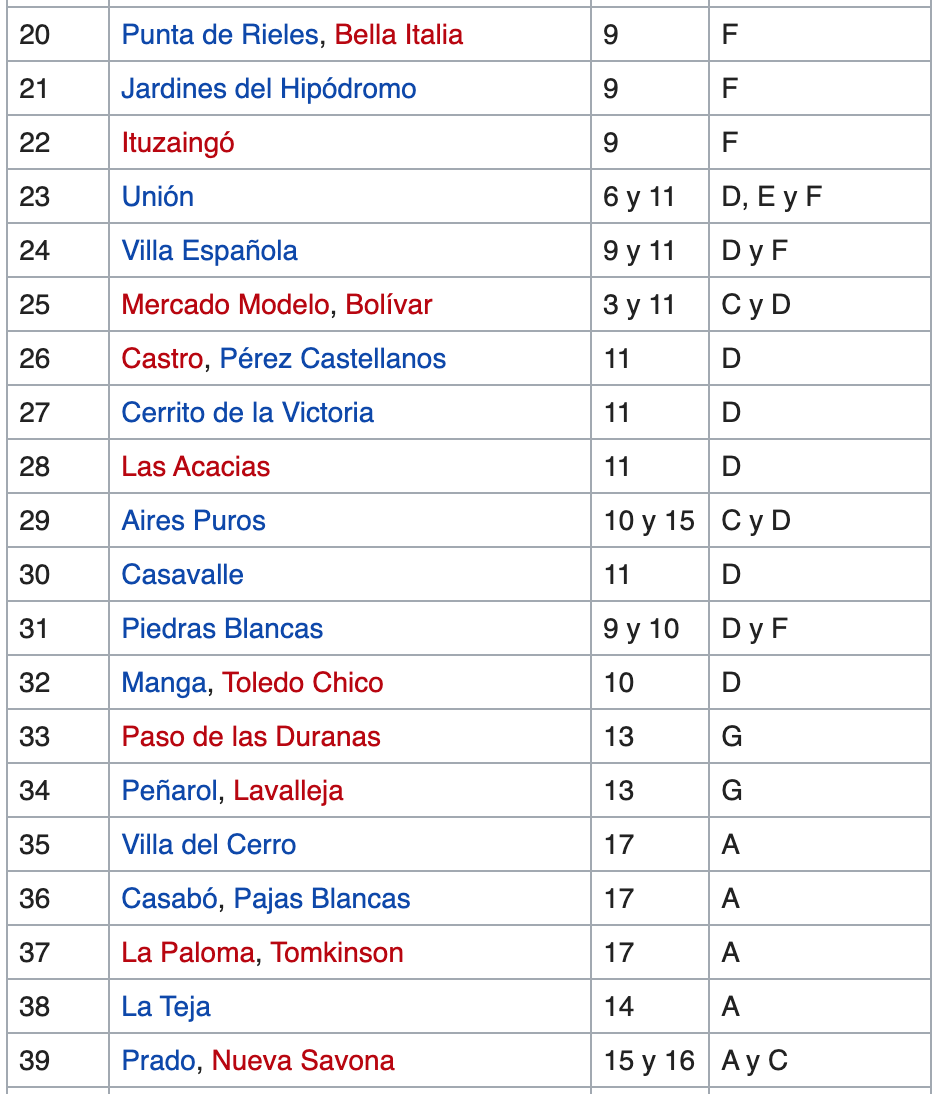 20 Punta de Rieles, Bella Italia 9 F
21 Jardines del Hipódromo 9 F
22 Ituzaingó 9 F
23 Unión 6 y 11 D, E y F
24 Villa Española 9 y 11 D y F
25 Mercado Modelo, Bolívar 3 y 11 C y D
26 Castro, Pérez Castellanos 11 D
27 Cerrito de la Victoria 11 D
28 Las Acacias 11 D
29 Aires Puros 10 y 15 C y D
30 Casavalle 11 D
31 Piedras Blancas 9 y 10 D y F
32 Manga, Toledo Chico 10 D
33 Paso de las Duranas 13 G
34 Peñarol, Lavalleja 13 G
35 Villa del Cerro 17 A
36 Casabó, Pajas Blancas 17 A
37 La Paloma, Tomkinson 17 A
38 La Teja 14 A
39 Prado, Nueva Savona 15 y 16 A y C